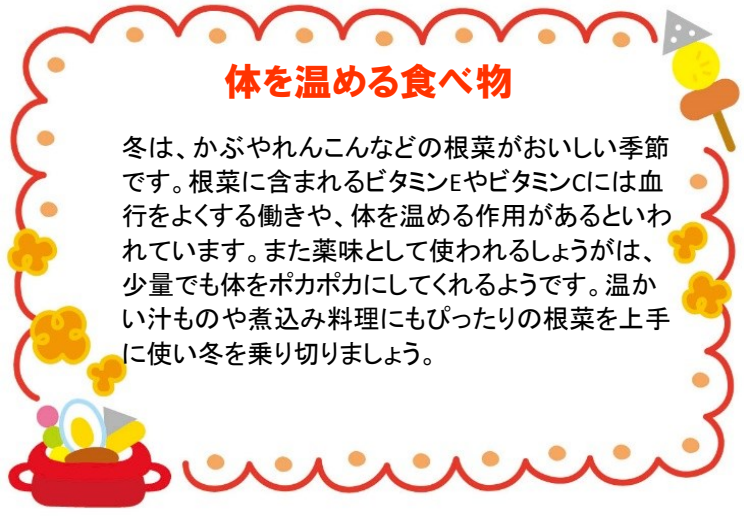 体を温める食べ物
冬は、かぶやれんこんなどの根菜がおいしい季節
です。根菜に含まれるビタミンEやビタミンCには血
行をよくする働きや、体を温める作用があるといわ
れています。また薬味として使われるしょうがは、
少量でも体をポカポカにしてくれるようです。温か
い汁ものや煮込み料理にもぴったりの根菜を上手
に使い冬を乗り切りましょう。